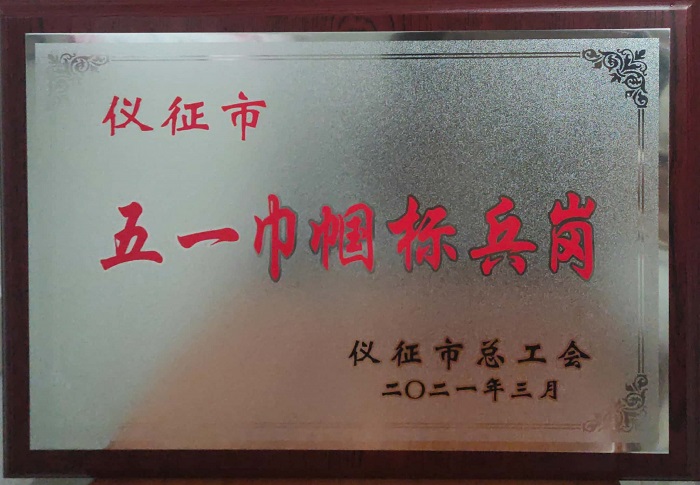 仪征市
五一巾帼标兵岗
仪征市总工会
二〇二一年三月